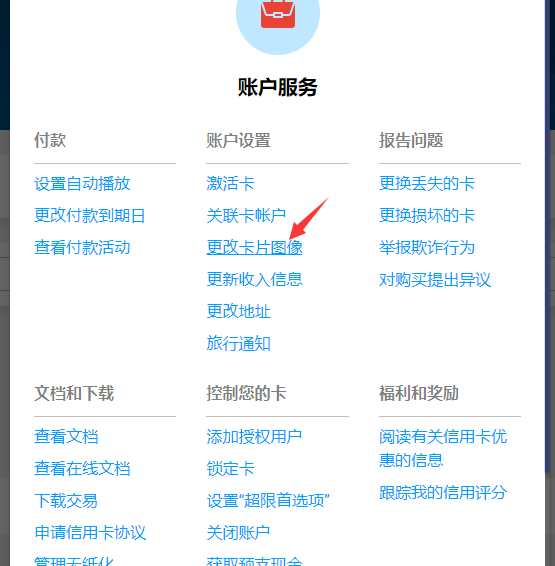 账户服务
付款
设置自动播放
更改付款到期日
查看付款活动
账户设置
激活卡
关联卡帐户
更改卡片图像
更新收入信息
更改地址
旅行通知
报告问题
更换丢失的卡
更换损坏的卡
举报欺诈行为
对购买提出异议
文档和下载
查看文档
查看在线文档
下载交易
申请信用卡协议
管理无纸化
控制您的卡
添加授权用户
锁定卡
设置“超限首选项”
关闭账户
获取预支现金
福利和奖励
阅读有关信用卡优
惠的信息
跟踪我的信用评分